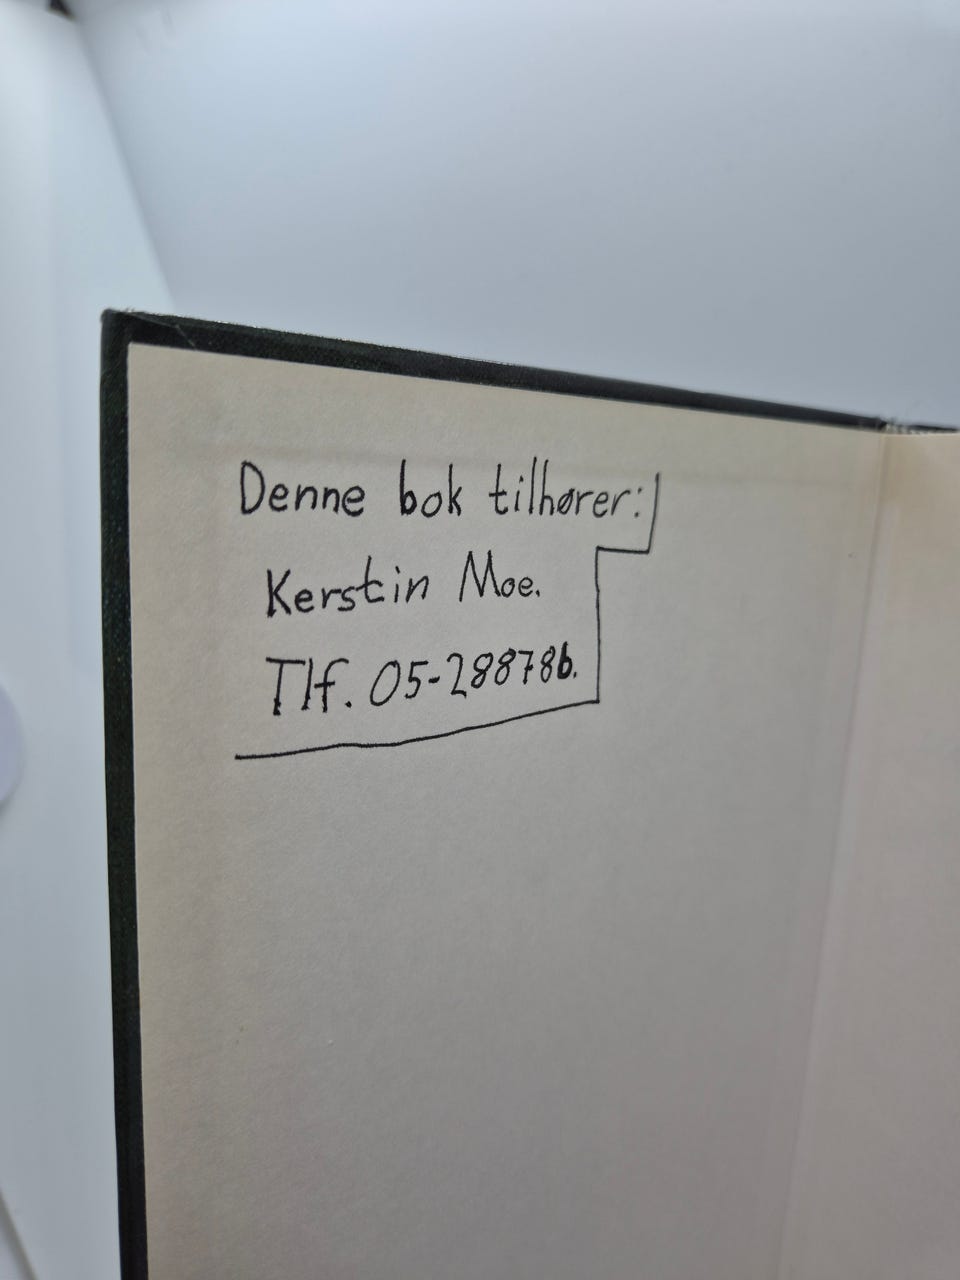 Denne bok tilhører:
Kerstin Moe.
Tlf. 05-288786.